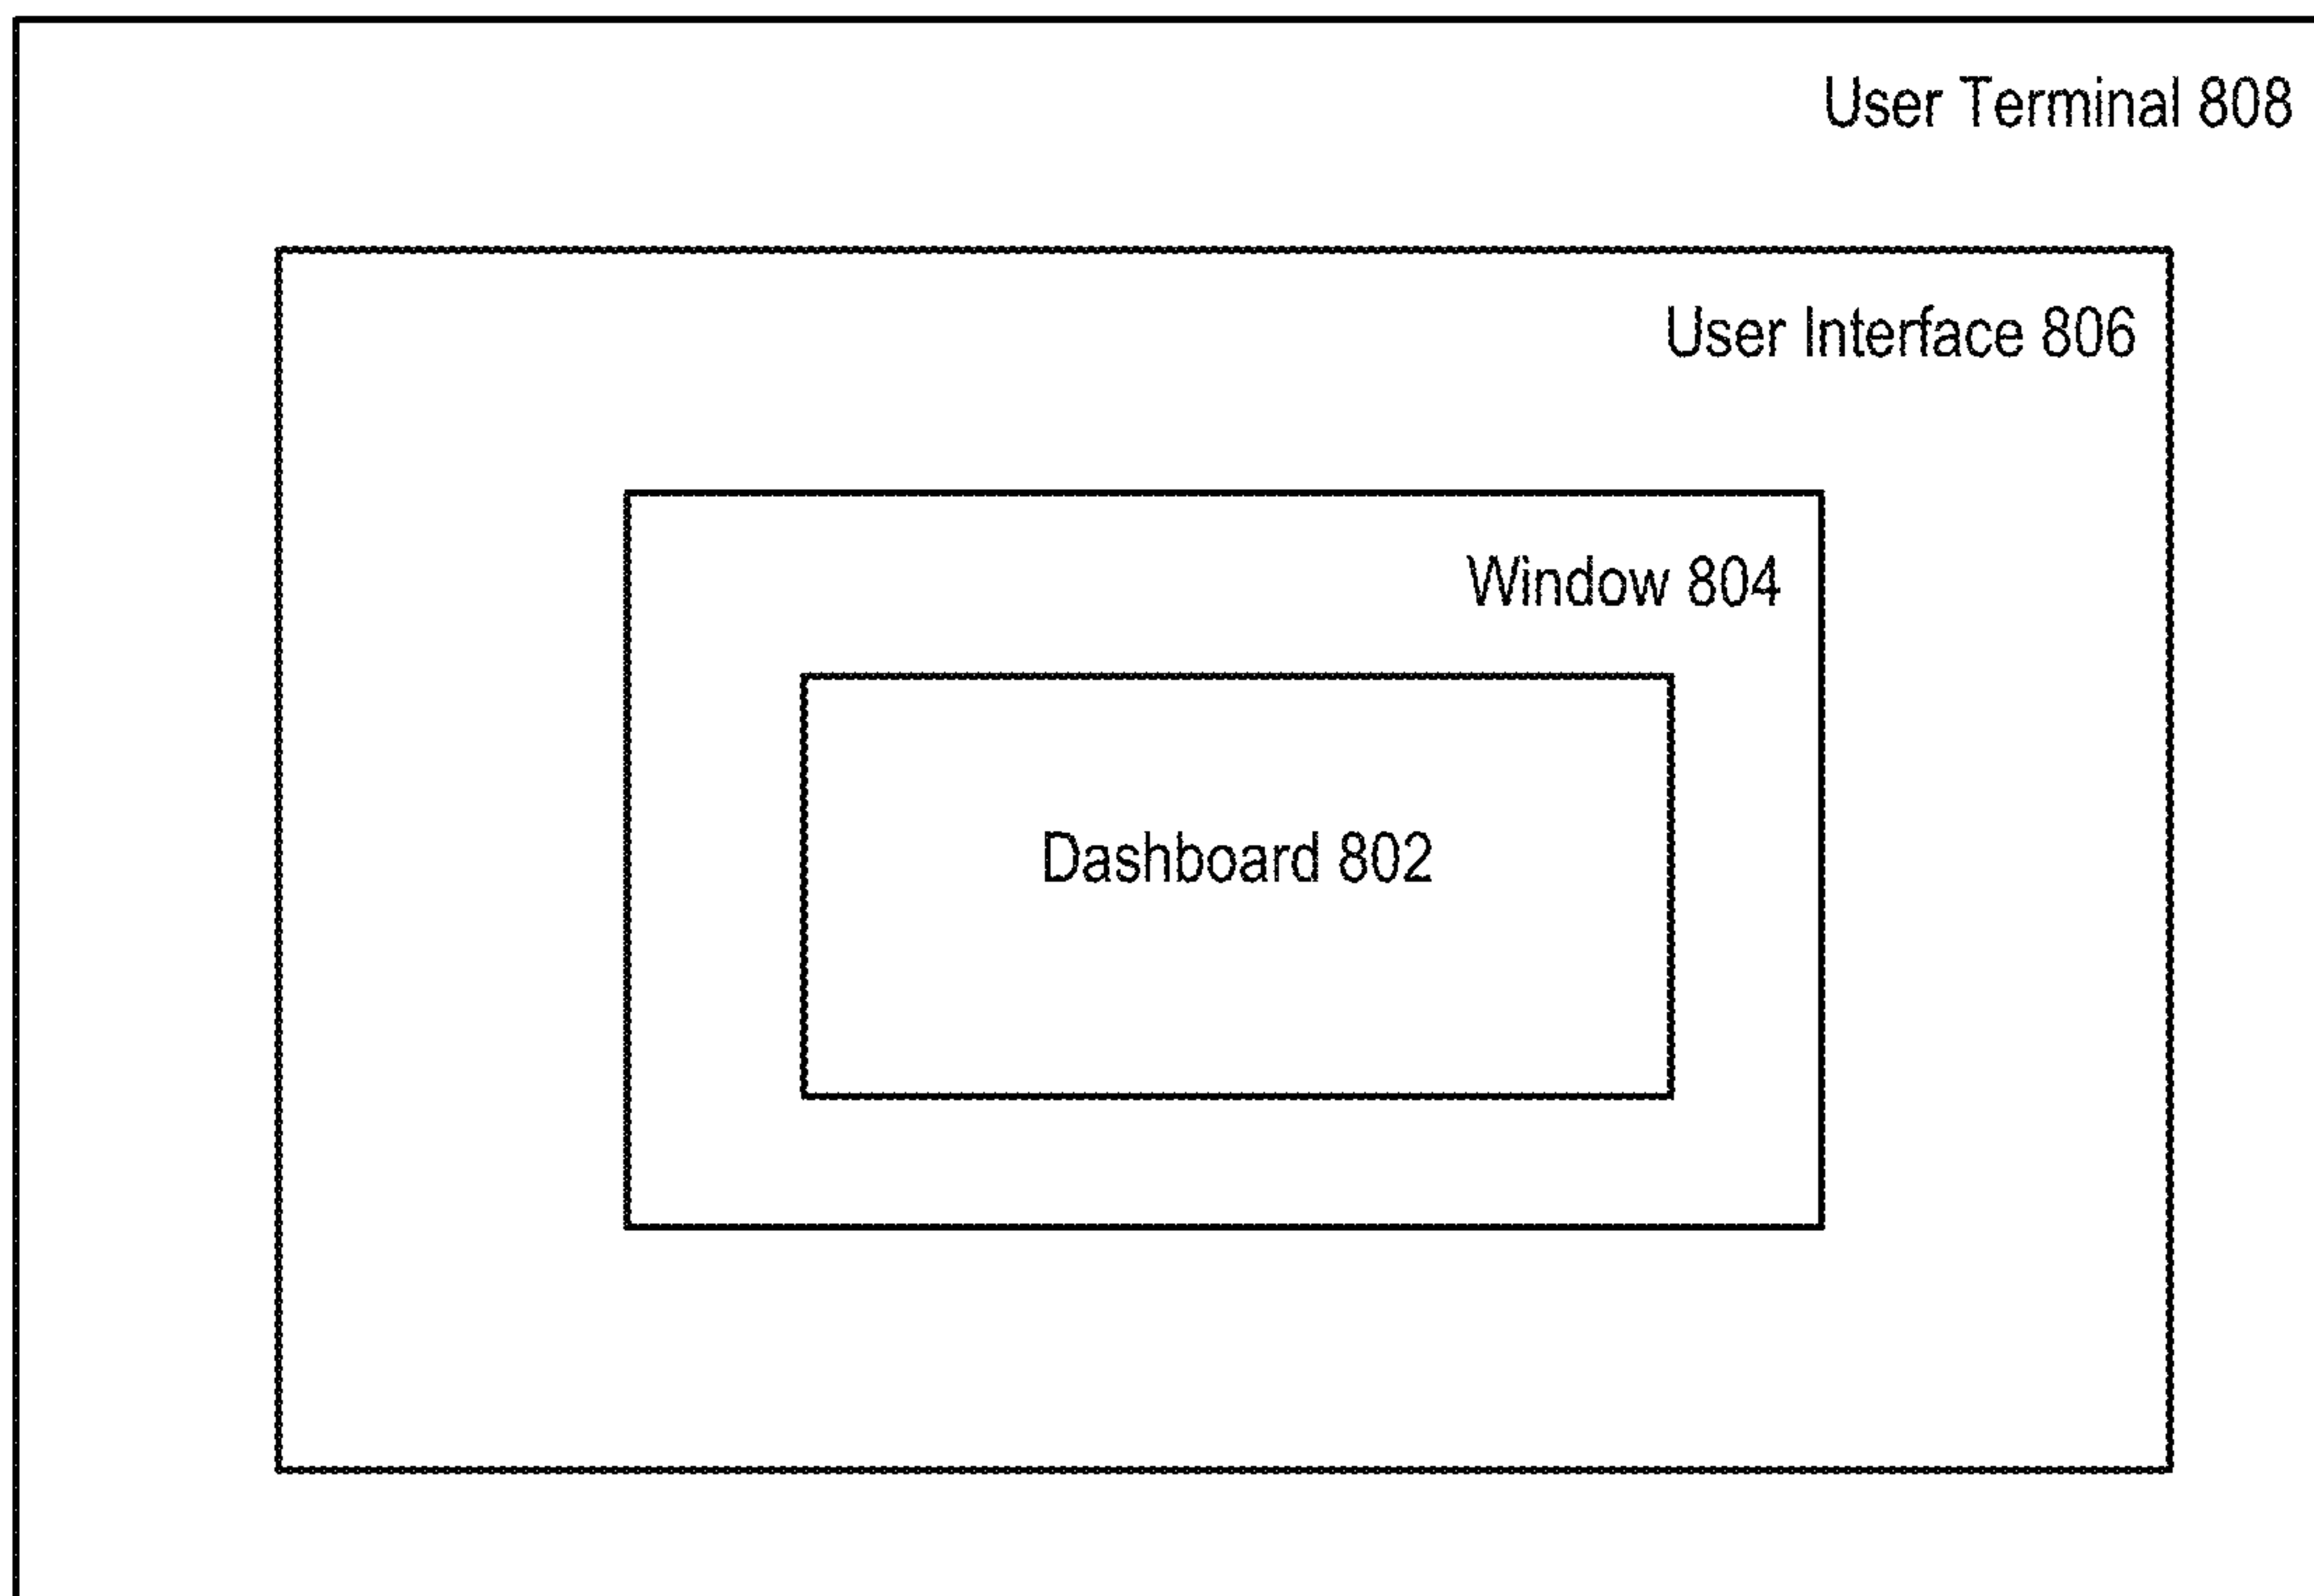 User Terminal 808
User Interface 806
Window 804
Dashboard 802